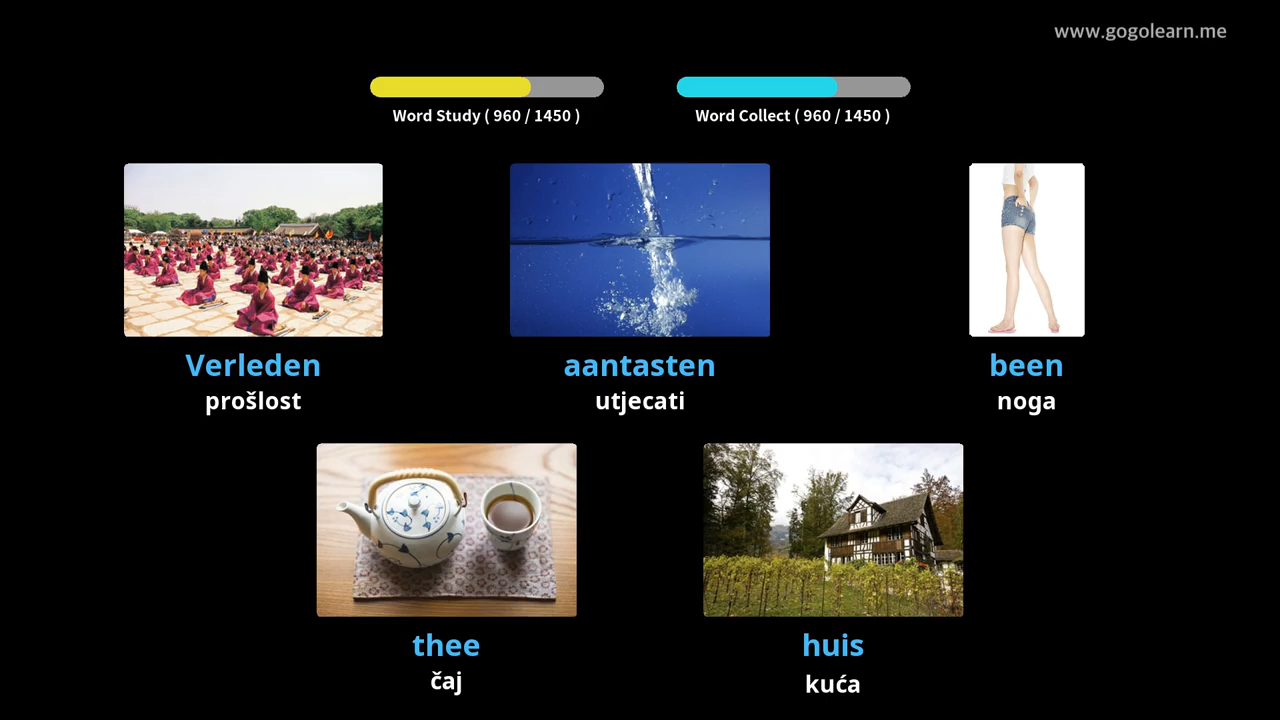 www.gogolearn.me
Word Study ( 960 / 1450 )
Word Collect ( 960 / 1450 )
Verleden
prošlost
aantasten
utjecati
been
noga
thee
čaj
huis
kuća